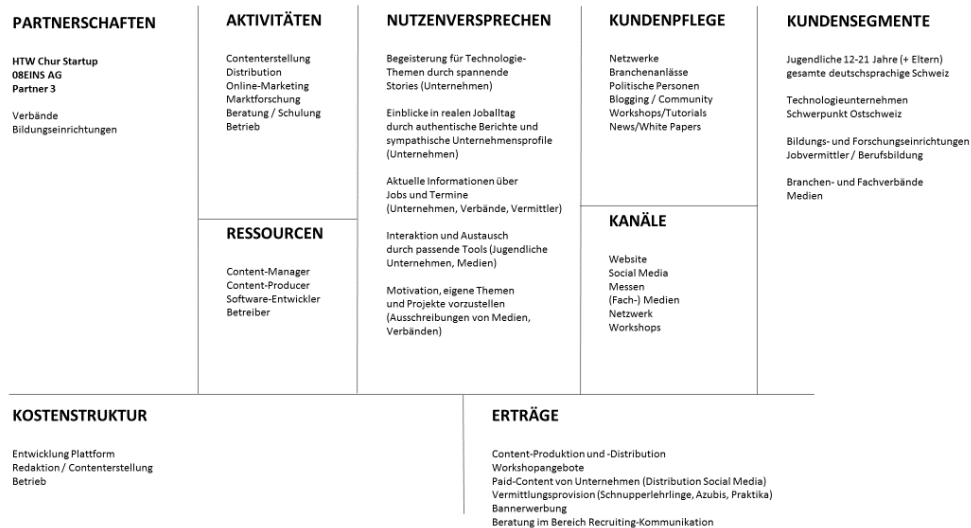 PARTNERSCHAFTEN
HTW Chur Startup
08EINS AG
Partner 3
Verbände
Bildungseinrichtungen
AKTIVITÄTEN
Contenterstellung
Distribution
Online-Marketing
Marktforschung
Beratung / Schulung
Betrieb
RESSOURCEN
Content-Manager
Content-Producer
Software-Entwickler
Betreiber
NUTZENVERSPRECHEN
Begeisterung für Technologie-
Themen durch spannende
Stories (Unternehmen)
Einblicke in realen Joballtag
durch authentische Berichte und
sympathische Unternehmensprofile
(Unternehmen)
Aktuelle Informationen über
Jobs und Termine
(Unternehmen, Verbände, Vermittler)
Interaktion und Austausch
durch passende Tools (Jugendliche
Unternehmen, Medien)
Motivation, eigene Themen
und Projekte vorzustellen
(Ausschreibungen von Medien,
Verbänden)
KUNDENPFLEGE
Netzwerke
Branchenanlässe
Politische Personen
Blogging / Community
Workshops/Tutorials
News/White Papers
KANÄLE
Website
Social Media
Messen
(Fach-) Medien
Netzwerk
Workshops
KUNDENSEGMENTE
Jugendliche 12-21 Jahre (+ Eltern)
gesamte deutschsprachige Schweiz
Technologieunternehmen
Schwerpunkt Ostschweiz
Bildungs- und Forschungseinrichtungen
Jobvermittler / Berufsbildung
Branchen- und Fachverbände
Medien
KOSTENSTRUKTUR
Entwicklung Plattform
Redaktion / Contenterstellung
Betrieb
ERTRÄGE
Content-Produktion und -Distribution
Workshopangebote
Paid-Content von Unternehmen (Distribution Social Media)
Vermittlungsprovision (Schnupperlehrlinge, Azubis, Praktika)
Bannerwerbung
Beratung im Bereich Recruiting-Kommunikation